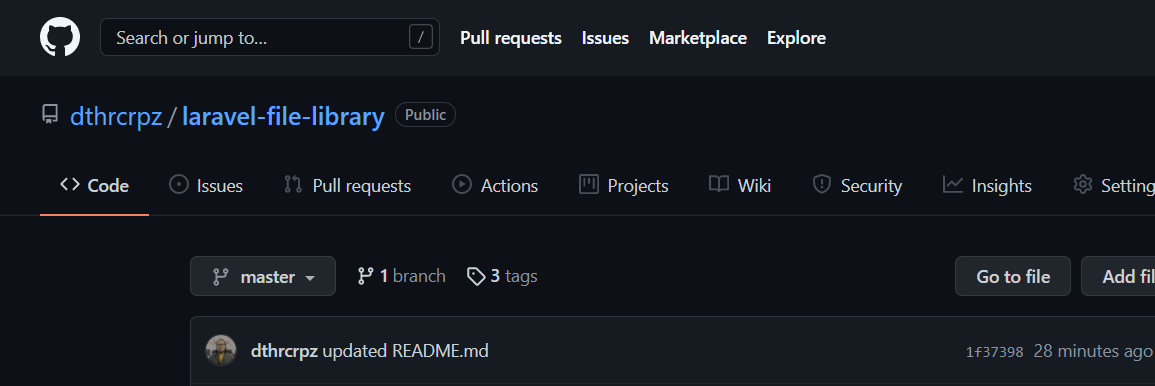 Search or jump to... / Pull requests Issues Marketplace Explore
dthrcrpz / laravel-file-library Public
Code Issues Pull requests Actions Projects Wiki Security Insights Setting
master 1 branch 3 tags Go to file Add fil
dthrcrpz updated README.md 1f37398 28 minutes ago